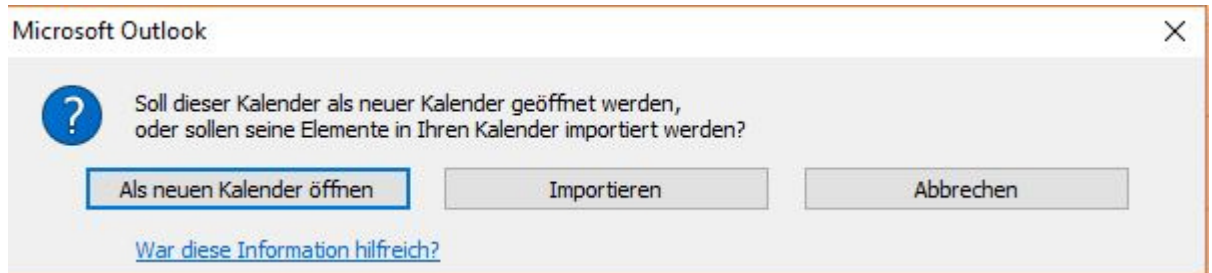 Microsoft Outlook
?
Soll dieser Kalender als neuer Kalender geöffnet werden,
oder sollen seine Elemente in Ihren Kalender importiert werden?
Als neuen Kalender öffnen
Importieren
Abbrechen
War diese Information hilfreich?